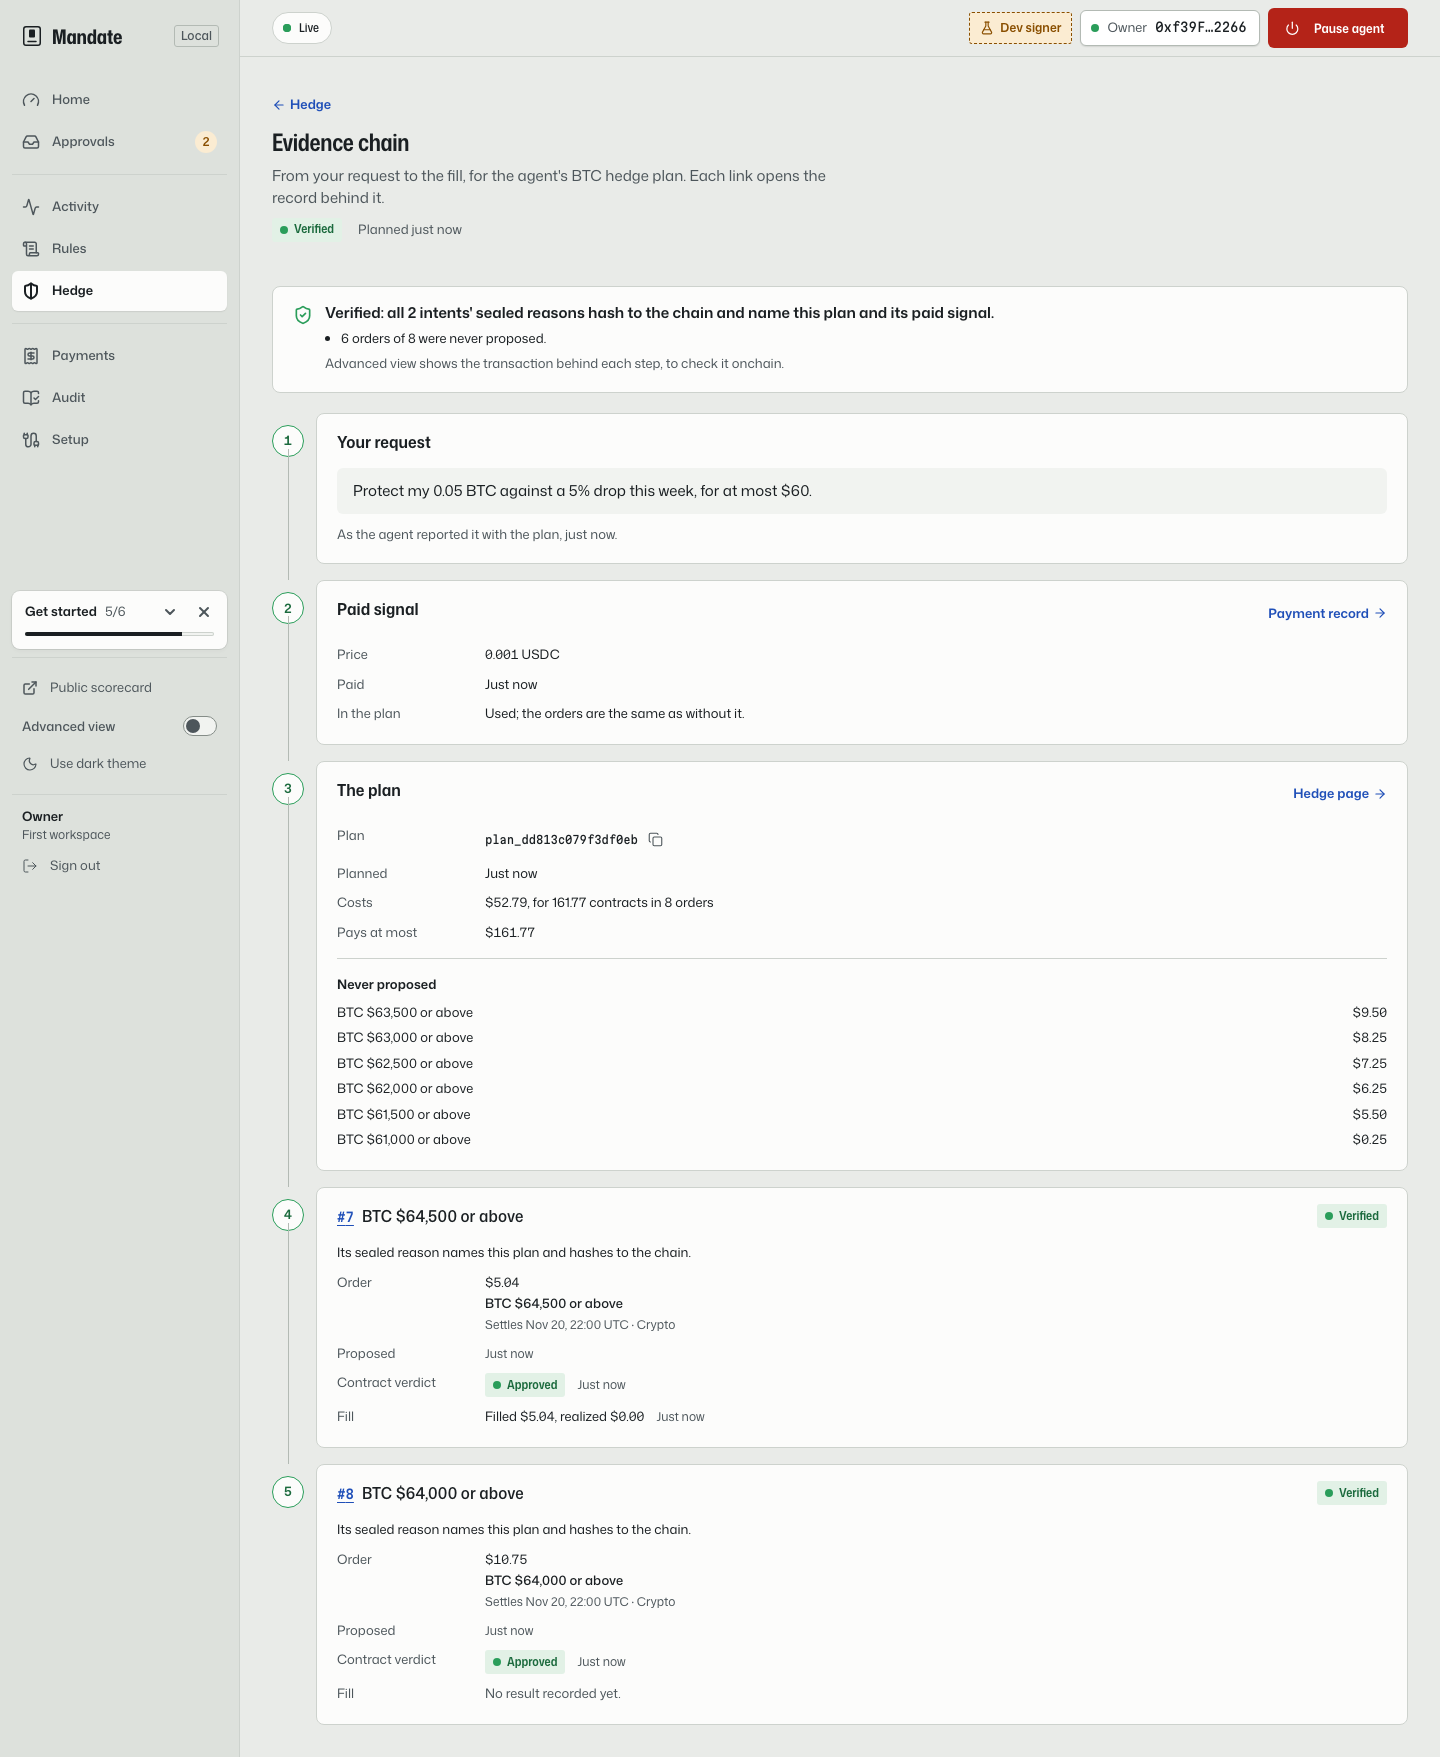 Mandate
Local
Home
Approvals
2
Activity
Rules
Hedge
Payments
Audit
Setup
Get started 5/6
Public scorecard
Advanced view
Use dark theme
Owner
First workspace
Sign out
Live
Dev signer
Owner 0xf39F…2266
Pause agent
Hedge
Evidence chain
From your request to the fill, for the agent's BTC hedge plan. Each link opens the
record behind it.
Verified
Planned just now
Verified: all 2 intents' sealed reasons hash to the chain and name this plan and its paid signal.
6 orders of 8 were never proposed.
Advanced view shows the transaction behind each step, to check it onchain.
1
Your request
Protect my 0.05 BTC against a 5% drop this week, for at most $60.
As the agent reported it with the plan, just now.
2
Paid signal
Payment record
Price 0.001 USDC
Paid Just now
In the plan Used; the orders are the same as without it.
3
The plan
Hedge page
Plan plan_dd813c079f3df0eb
Planned Just now
Costs $52.79, for 161.77 contracts in 8 orders
Pays at most $161.77
Never proposed
BTC $63,500 or above $9.50
BTC $63,000 or above $8.25
BTC $62,500 or above $7.25
BTC $62,000 or above $6.25
BTC $61,500 or above $5.50
BTC $61,000 or above $0.25
4
#7 BTC $64,500 or above
Verified
Its sealed reason names this plan and hashes to the chain.
Order $5.04
BTC $64,500 or above
Settles Nov 20, 22:00 UTC · Crypto
Proposed Just now
Contract verdict Approved Just now
Fill Filled $5.04, realized $0.00 Just now
5
#8 BTC $64,000 or above
Verified
Its sealed reason names this plan and hashes to the chain.
Order $10.75
BTC $64,000 or above
Settles Nov 20, 22:00 UTC · Crypto
Proposed Just now
Contract verdict Approved Just now
Fill No result recorded yet.